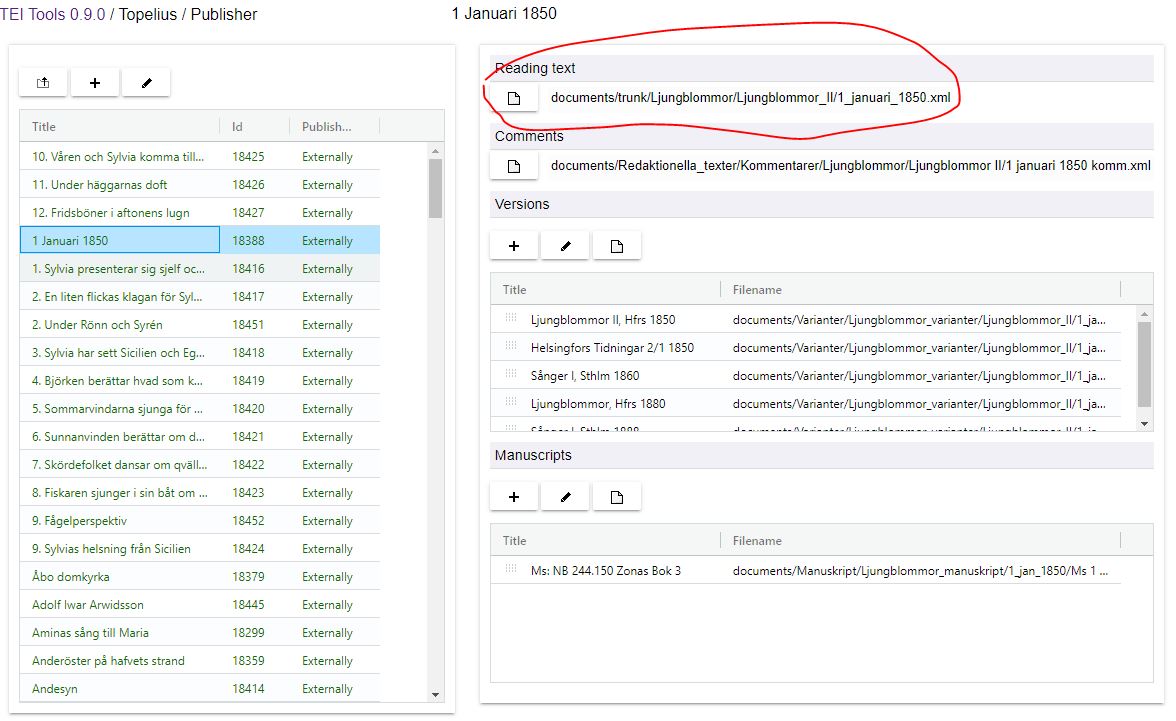 TEI Tools 0.9.0 / Topelius / Publisher
1 Januari 1850
Title Id Publish...
10. Våren och Sylvia komma till... 18425 Externally
11. Under häggarnas doft 18426 Externally
12. Fridsböner i aftonens lugn 18427 Externally
1 Januari 1850 18388 Externally
1. Sylvia presenterar sig sjelf oc... 18416 Externally
2. En liten flickas klagan för Syl... 18417 Externally
2. Under Rönn och Syrén 18451 Externally
3. Sylvia har sett Sicilien och Eg... 18418 Externally
4. Björken berättar hvad som k... 18419 Externally
5. Sommarvindarna sjunga för ... 18420 Externally
6. Sunnanvinden berättar om d... 18421 Externally
7. Skördefolket dansar om qväll... 18422 Externally
8. Fiskaren sjunger i sin båt om ... 18423 Externally
9. Fågelperspektiv 18452 Externally
9. Sylvias helsning från Sicilien 18424 Externally
Åbo domkyrka 18379 Externally
Adolf Iwar Arwidsson 18445 Externally
Aminas sång till Maria 18299 Externally
Anderöster på hafvets strand 18359 Externally
Andesyn 18414 Externally
Reading text
documents/trunk/Ljungblommor/Ljungblommor_II/1_januari_1850.xml
Comments
documents/Redaktionella_texter/Kommentarer/Ljungblommor/Ljungblommor II/1 januari 1850 komm.xml
Versions
Title Filename
Ljungblommor II, Hfrs 1850 documents/Varianter/Ljungblommor_varianter/Ljungblommor_II/1_ja...
Helsingfors Tidningar 2/1 1850 documents/Varianter/Ljungblommor_varianter/Ljungblommor_II/1_ja...
Sånger I, Sthlm 1860 documents/Varianter/Ljungblommor_varianter/Ljungblommor_II/1_ja...
Ljungblommor, Hfrs 1880 documents/Varianter/Ljungblommor_varianter/Ljungblommor_II/1_ja...
Sånger I, Sthlm 1888 documents/Varianter/Ljungblommor_varianter/Ljungblommor_II/1_ja...
Manuscripts
Title Filename
Ms: NB 244.150 Zonas Bok 3 documents/Manuskript/Ljungblommor_manuskript/1_jan_1850/Ms 1 ...